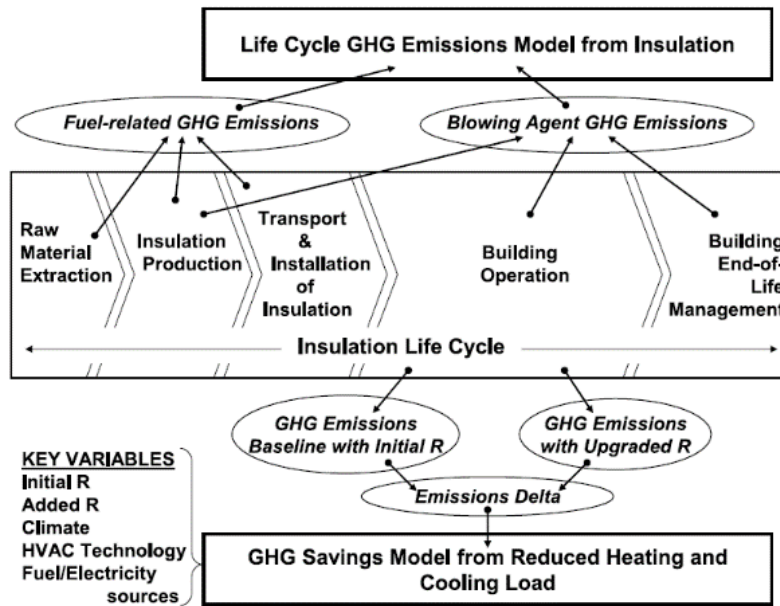 Life Cycle GHG Emissions Model from Insulation
Fuel-related GHG Emissions
Blowing Agent GHG Emissions
Raw
Material
Extraction
Insulation
Production
Transport
&
Installation
of
Insulation
Building
Operation
Building
End-of-
Life
Management
Insulation Life Cycle
GHG Emissions
Baseline with Initial R
GHG Emissions
with Upgraded R
Emissions Delta
KEY VARIABLES
Initial R
Added R
Climate
HVAC Technology
Fuel/Electricity
sources
GHG Savings Model from Reduced Heating and
Cooling Load